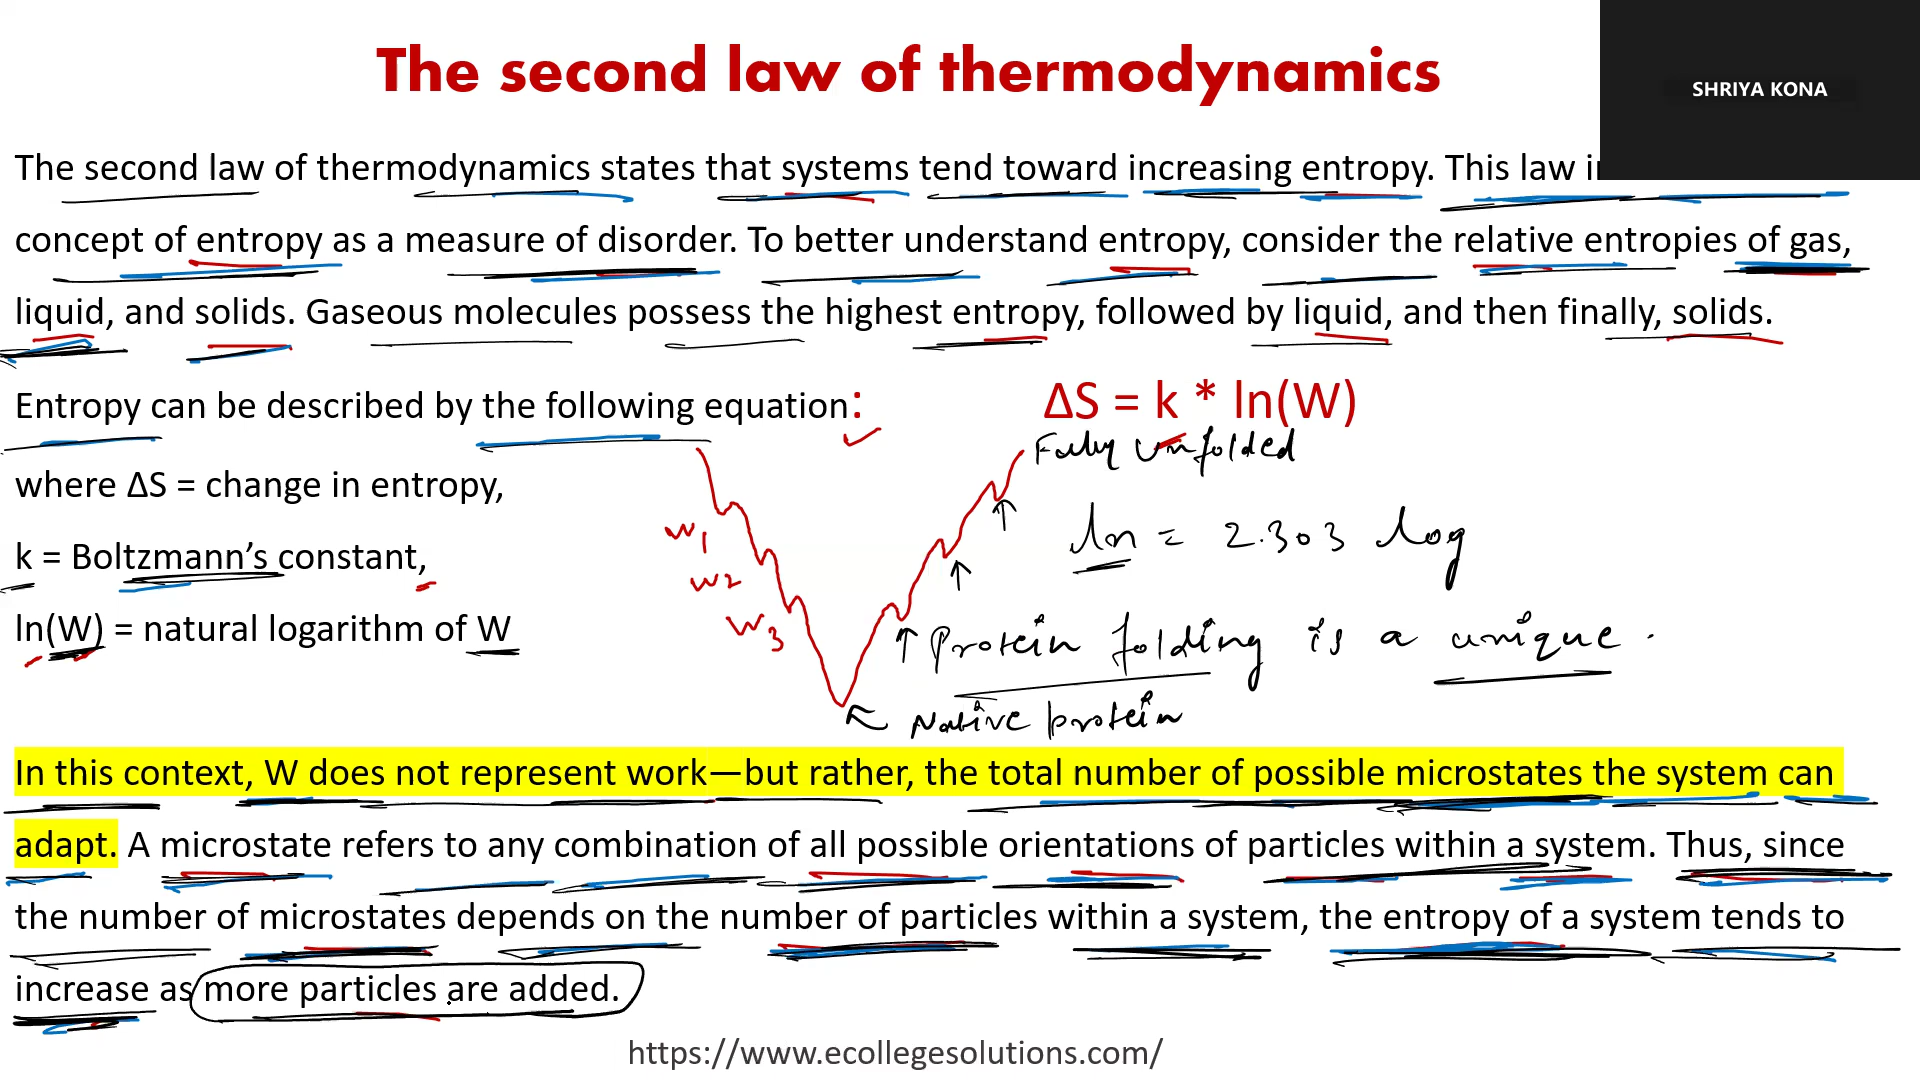 The second law of thermodynamics
SHRIYA KONA
The second law of thermodynamics states that systems tend toward increasing entropy. This law
concept of entropy as a measure of disorder. To better understand entropy, consider the relative entropies of gas,
liquid, and solids. Gaseous molecules possess the highest entropy, followed by liquid, and then finally, solids.
Entropy can be described by the following equation:
ΔS = k * ln(W)
Fully unfolded
where ΔS = change in entropy,
w1
ln = 2.303 log
k = Boltzmann’s constant,
w2
ln(W) = natural logarithm of W
w3
Protein folding is a unique .
Native protein
In this context, W does not represent work—but rather, the total number of possible microstates the system can
adapt. A microstate refers to any combination of all possible orientations of particles within a system. Thus, since
the number of microstates depends on the number of particles within a system, the entropy of a system tends to
increase as more particles are added.
https://www.ecollegesolutions.com/